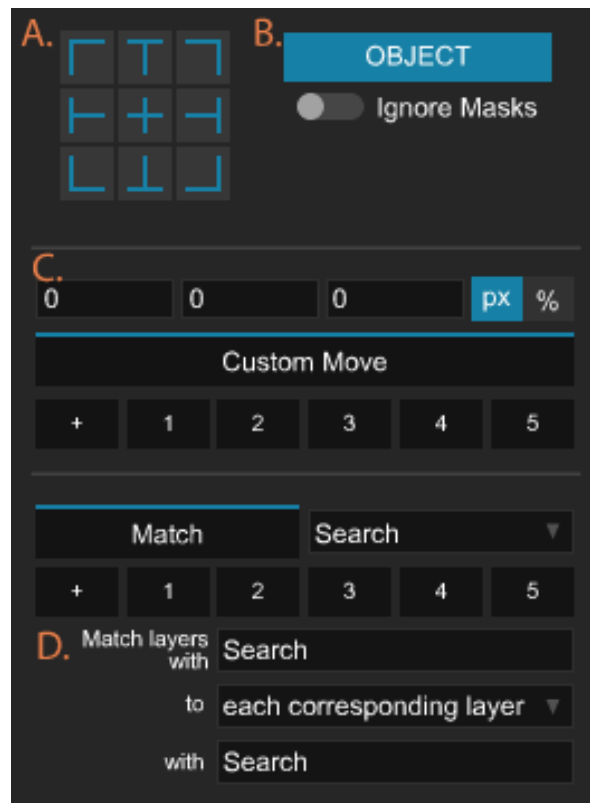 A.
B.
OBJECT
Ignore Masks
C.
0 0 0 px %
Custom Move
+ 1 2 3 4 5
Match Search
+ 1 2 3 4 5
D. Match layers
with Search
to each corresponding layer
with Search